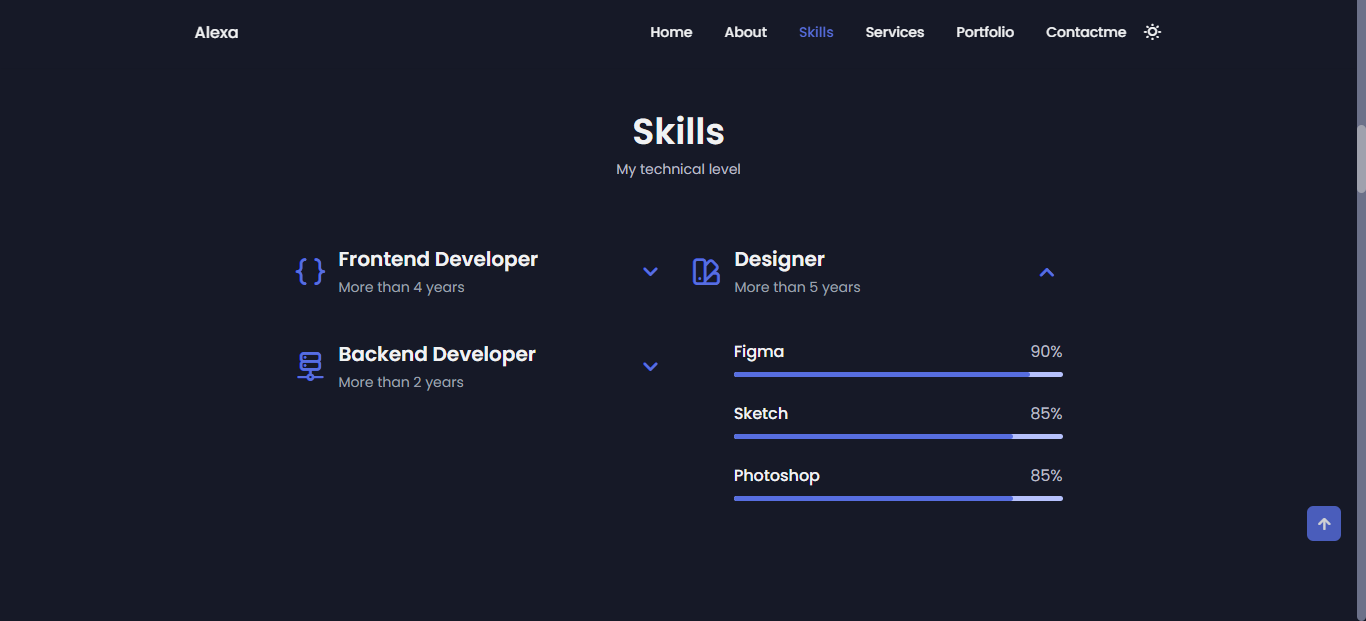 Alexa
Home About Skills Services Portfolio Contactme
Skills
My technical level
Frontend Developer
More than 4 years
Backend Developer
More than 2 years
Designer
More than 5 years
Figma 90%
Sketch 85%
Photoshop 85%